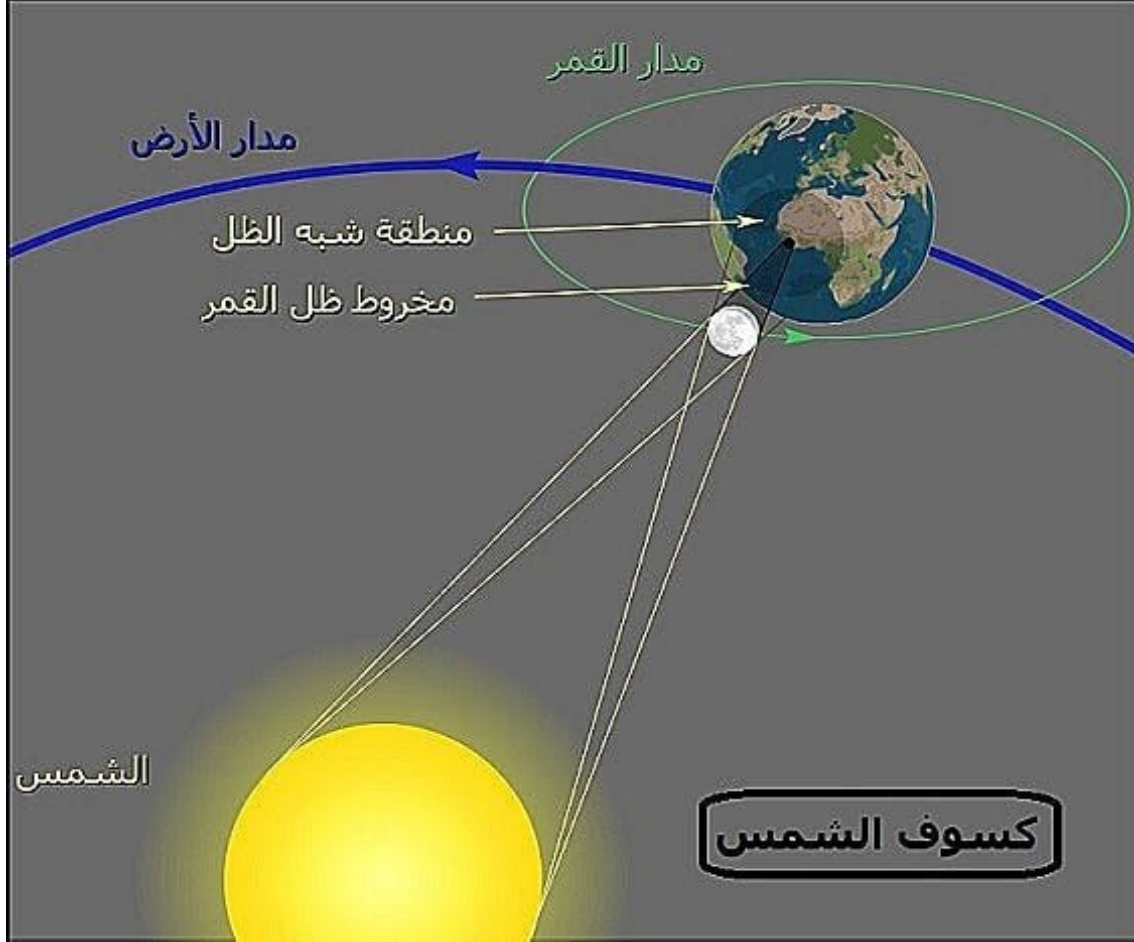 مدار القمر
مدار الأرض
منطقة شبه الظل
مخروط ظل القمر
الشمس
كسوف الشمس